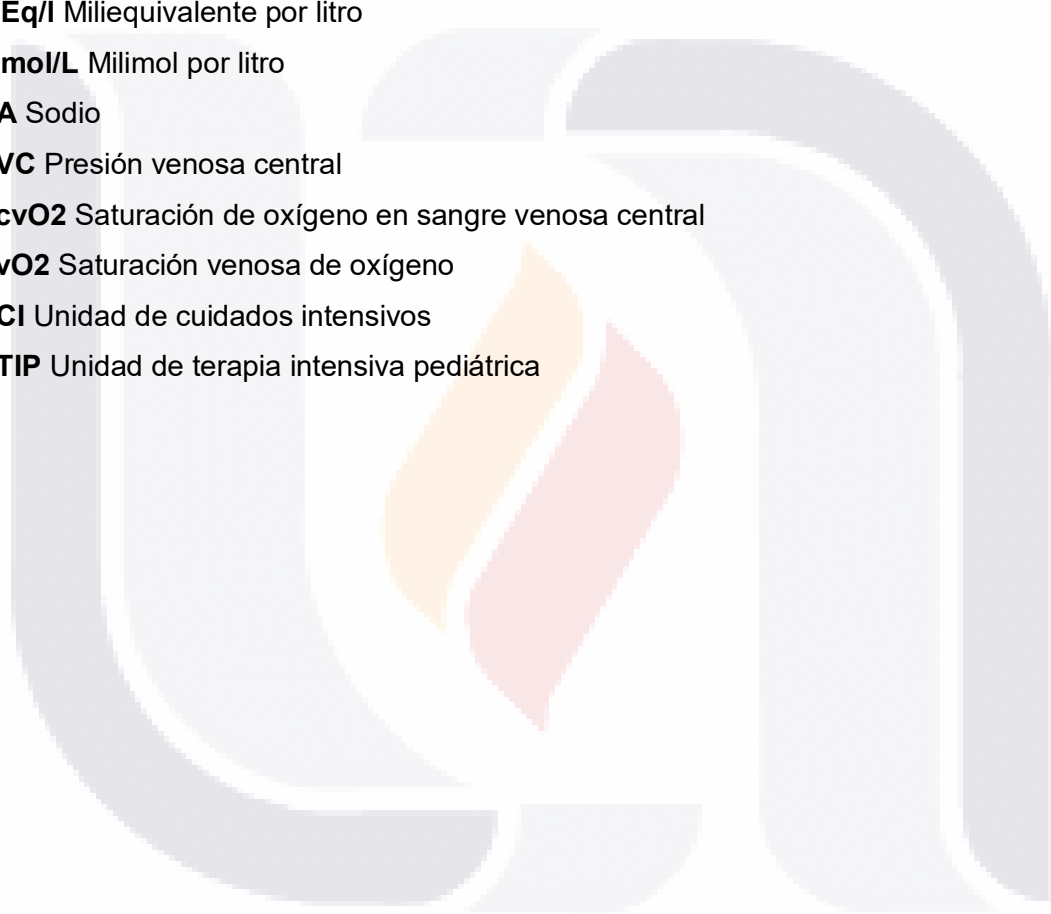 Eq/l Miliequivalente por litro
mol/L Milimol por litro
A Sodio
VC Presión venosa central
cvO2 Saturación de oxígeno en sangre venosa central
vO2 Saturación venosa de oxígeno
CI Unidad de cuidados intensivos
TIP Unidad de terapia intensiva pediátrica